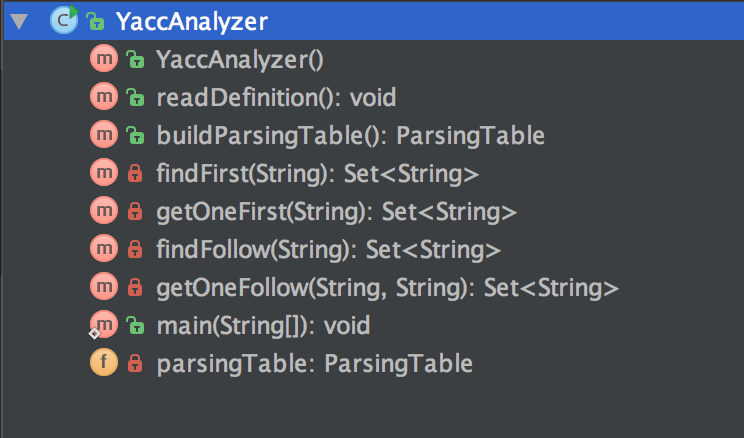 YaccAnalyzer
YaccAnalyzer()
readDefinition(): void
buildParsingTable(): ParsingTable
findFirst(String): Set<String>
getOneFirst(String): Set<String>
findFollow(String): Set<String>
getOneFollow(String, String): Set<String>
main(String[]): void
parsingTable: ParsingTable